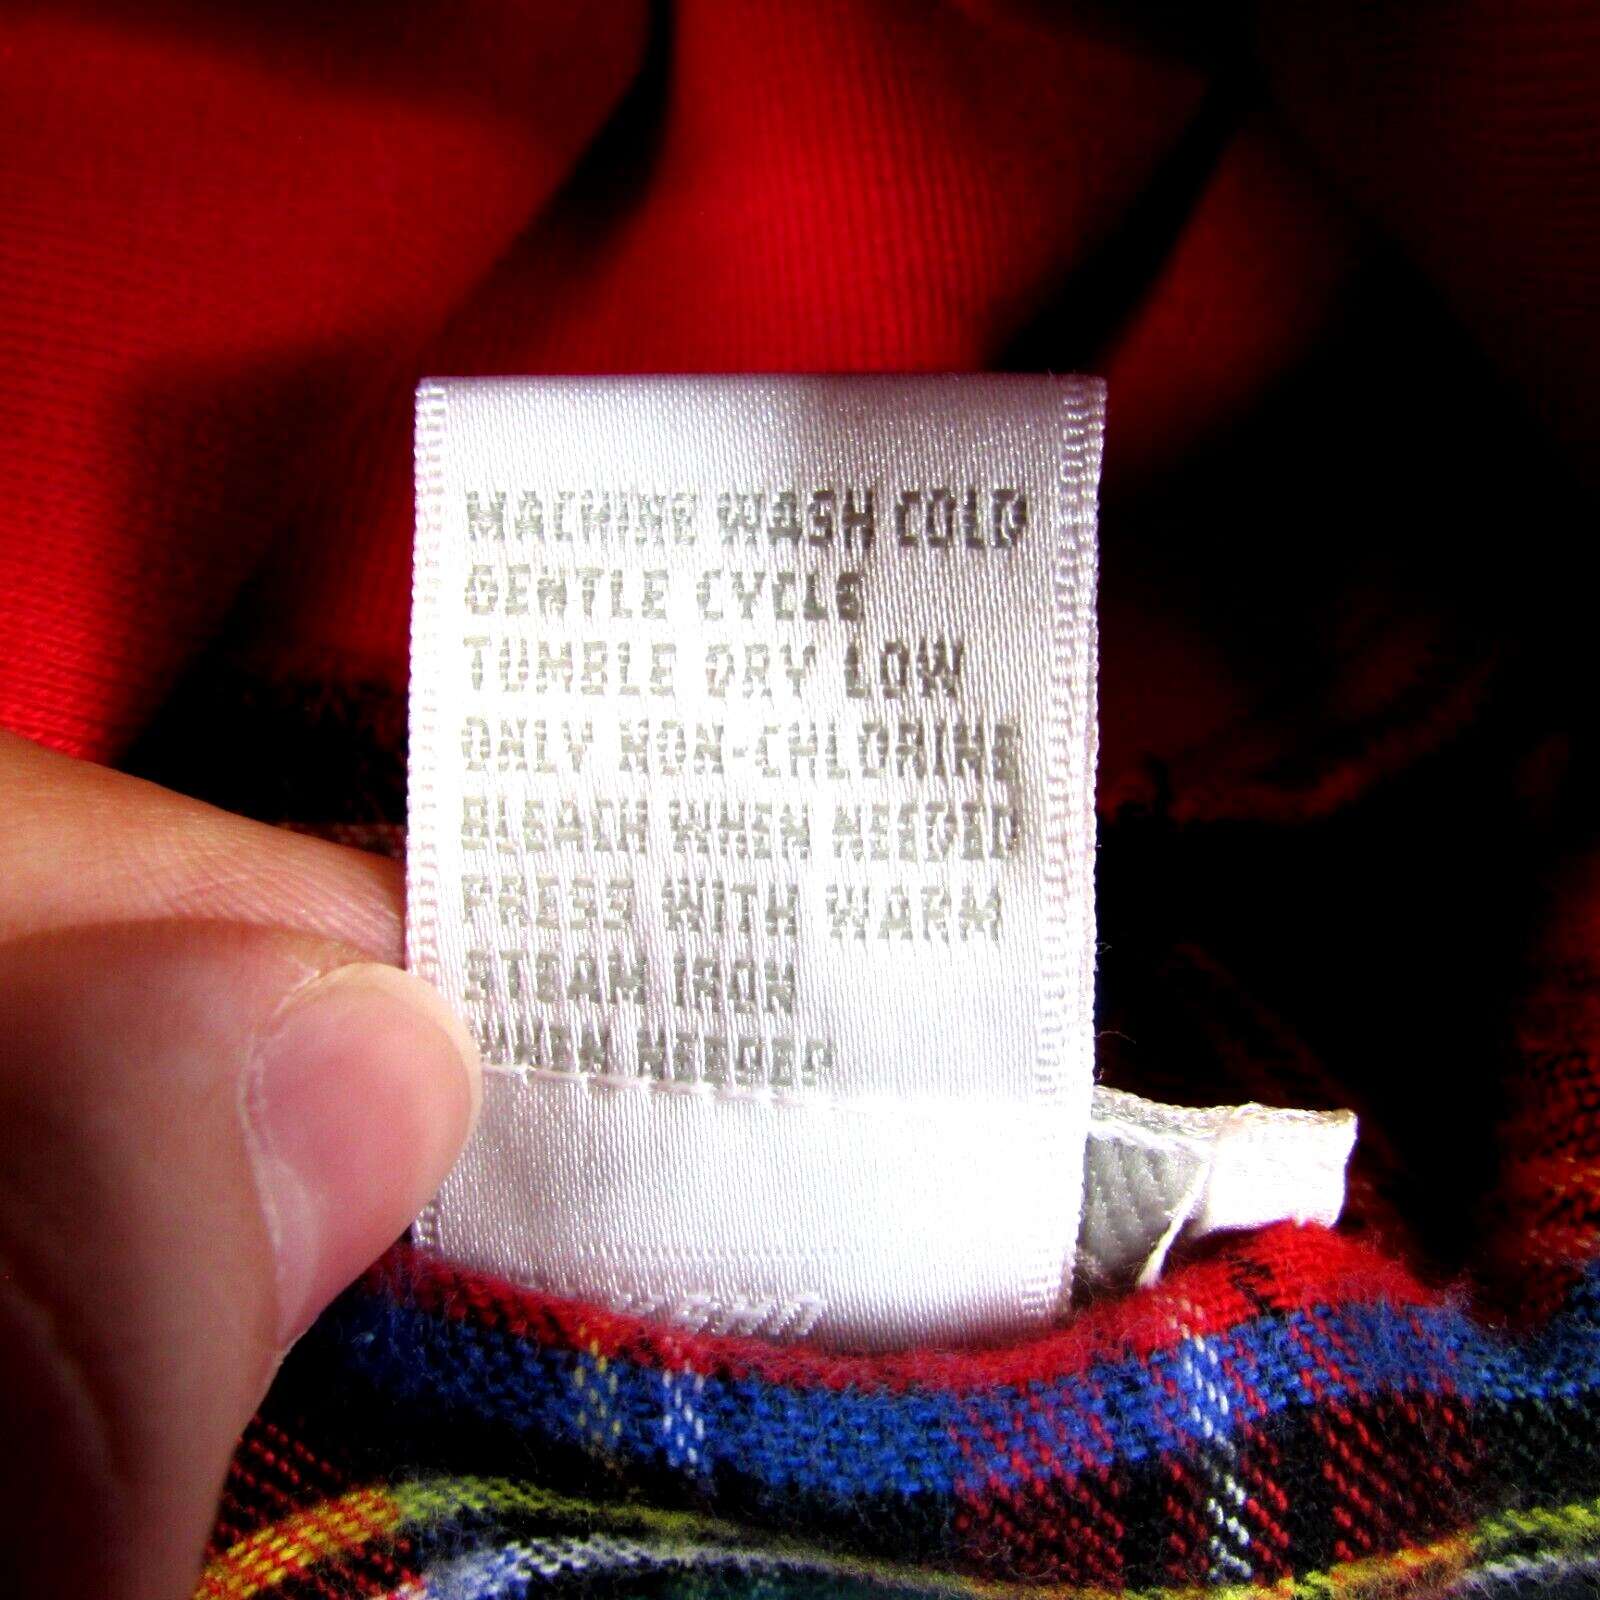 MACHINE WASH COLD
GENTLE CYCLE
TUMBLE DRY LOW
ONLY NON-CHLORINE
BLEACH WHEN NEEDED
PRESS WITH WARM
STEAM IRON
WHEN NEEDED